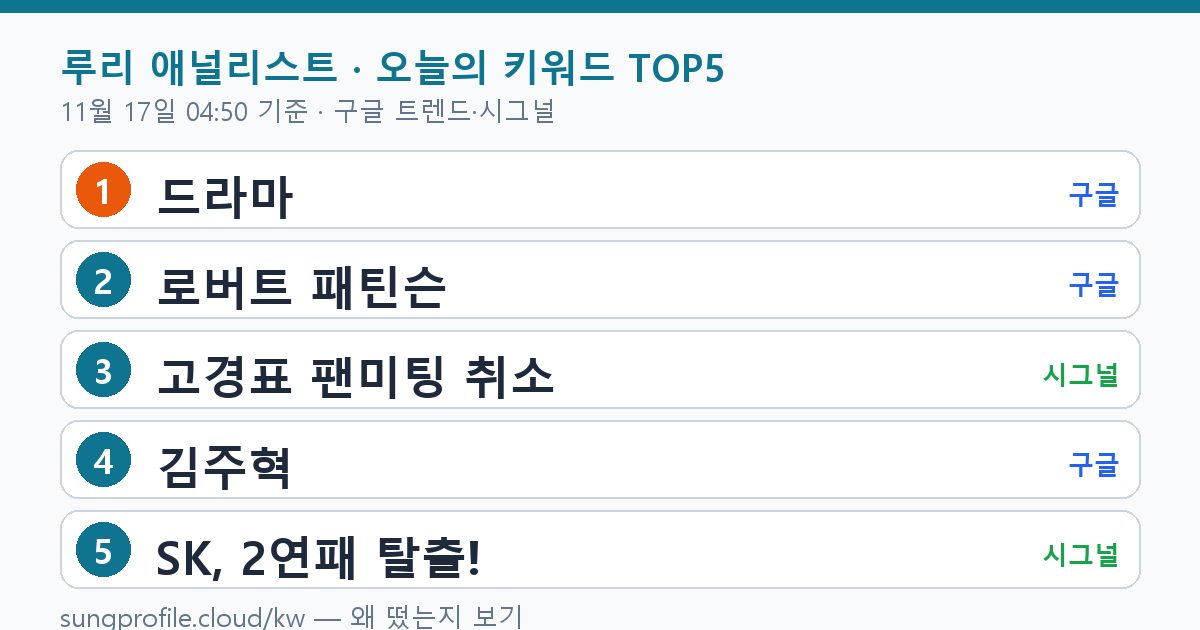 루리 애널리스트 · 오늘의 키워드 TOP5
11월 17일 04:50 기준 · 구글 트렌드·시그널
1 드라마 구글
2 로버트 패틴슨 구글
3 고경표 팬미팅 취소 시그널
4 김주혁 구글
5 SK, 2연패 탈출! 시그널
sungprofile.cloud/kw — 왜 떴는지 보기